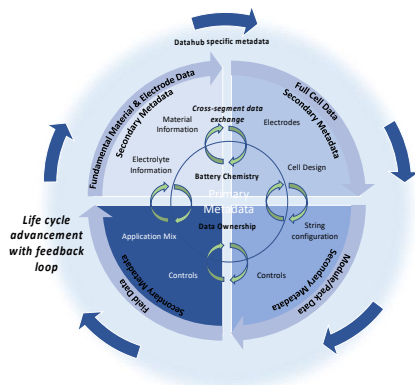 Datahub specific metadata
Fundamental Material & Electrode Data
Secondary Metadata
Full Cell Data
Secondary Metadata
Cross-segment data
exchange
Material
Information
Electrodes
Electrolyte
Information
Battery Chemistry
Cell Design
Primary
Metadata
Data Ownership
Application Mix
String
configuration
Controls
Controls
Life cycle
advancement
with feedback
loop
Secondary Metadata
Field Data
Secondary Metadata
Module/Pack Data